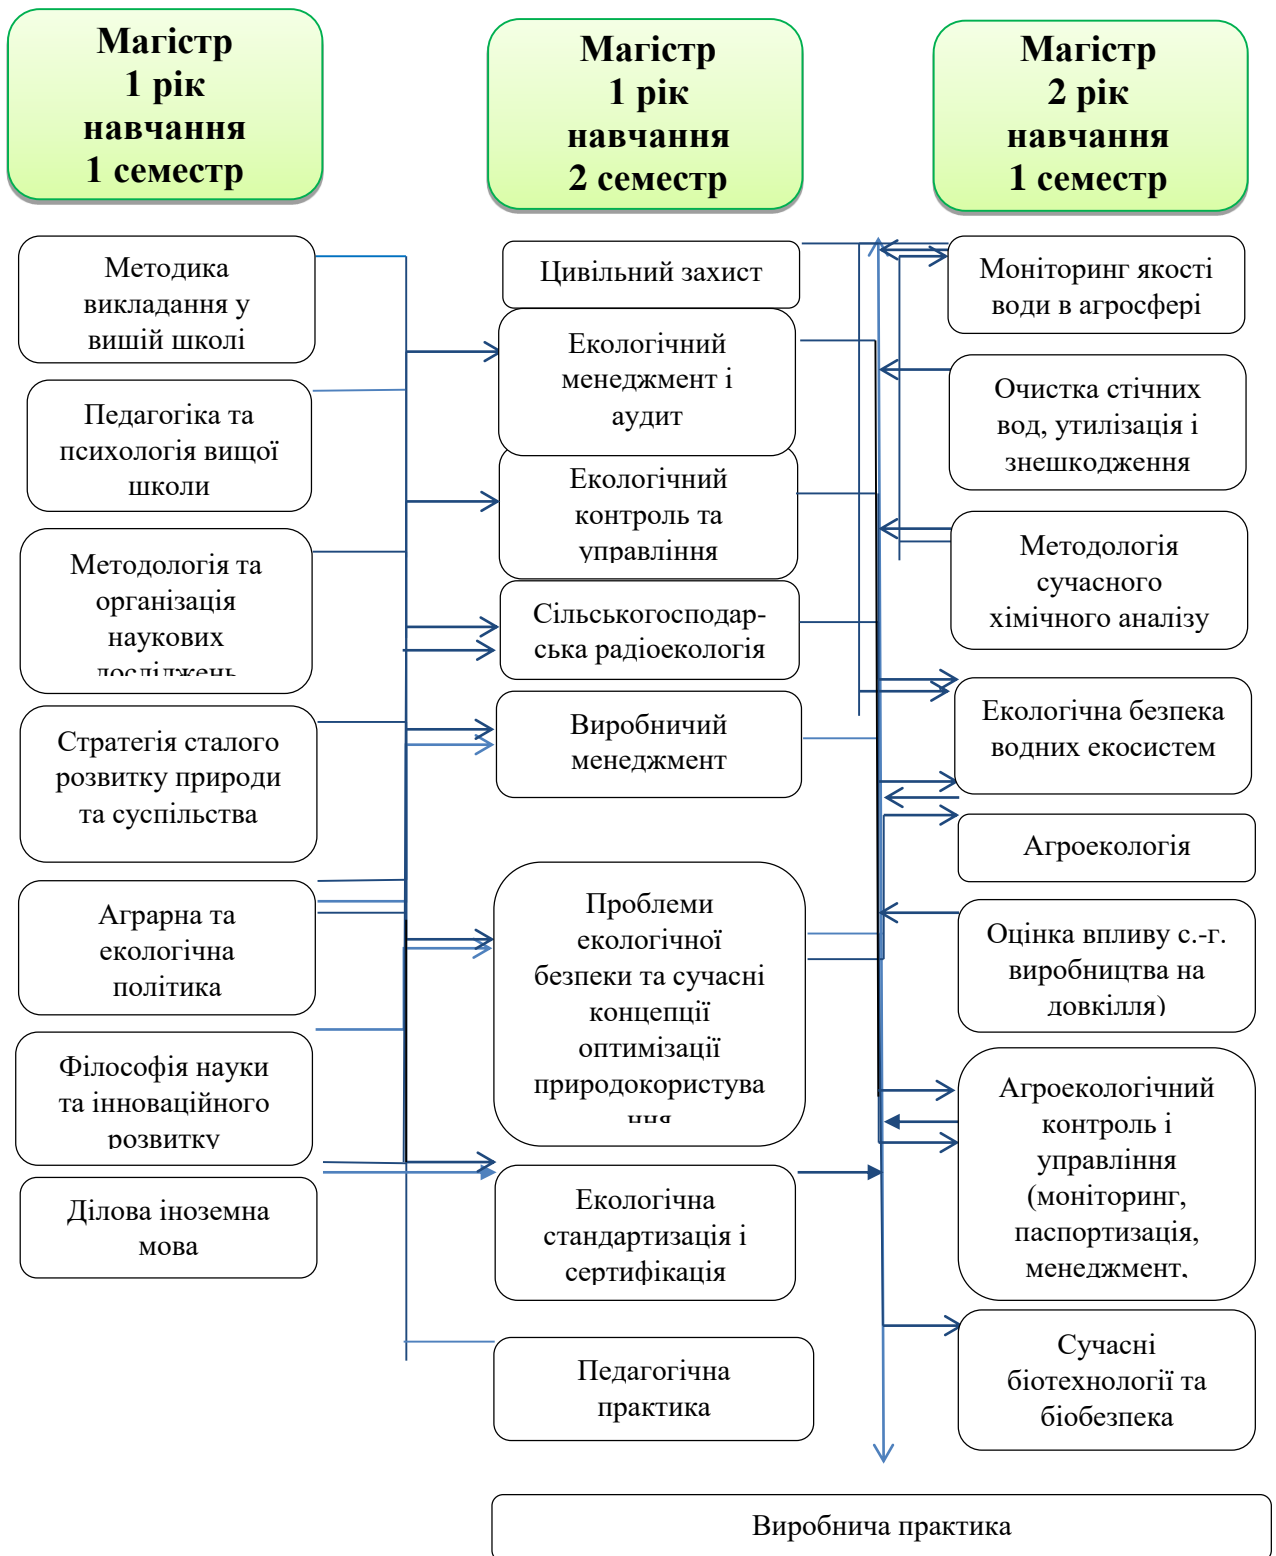 Магістр
1 рік
навчання
1 семестр
Методика
викладання у
вишій школі
Педагогіка та
психологія вищої
школи
Методологія та
організація
наукових
досліджень
Стратегія сталого
розвитку природи
та суспільства
Аграрна та
екологічна
політика
Філософія науки
та інноваційного
розвитку
Ділова іноземна
мова
Магістр
1 рік
навчання
2 семестр
Цивільний захист
Екологічний
менеджмент і
аудит
Екологічний
контроль та
управління
Сільськогосподар-
ська радіоекологія
Виробничий
менеджмент
Проблеми
екологічної
безпеки та сучасні
концепції
оптимізації
природокористува
ння
Екологічна
стандартизація і
сертифікація
Педагогічна
практика
Магістр
2 рік
навчання
1 семестр
Моніторинг якості
води в агросфері
Очистка стічних
вод, утилізація і
знешкодження
Методологія
сучасного
хімічного аналізу
Екологічна безпека
водних екосистем
Агроекологія
Оцінка впливу с.-г.
виробництва на
довкілля)
Агроекологічний
контроль і
управління
(моніторинг,
паспортизація,
менеджмент,
Сучасні
біотехнології та
біобезпека
Виробнича практика